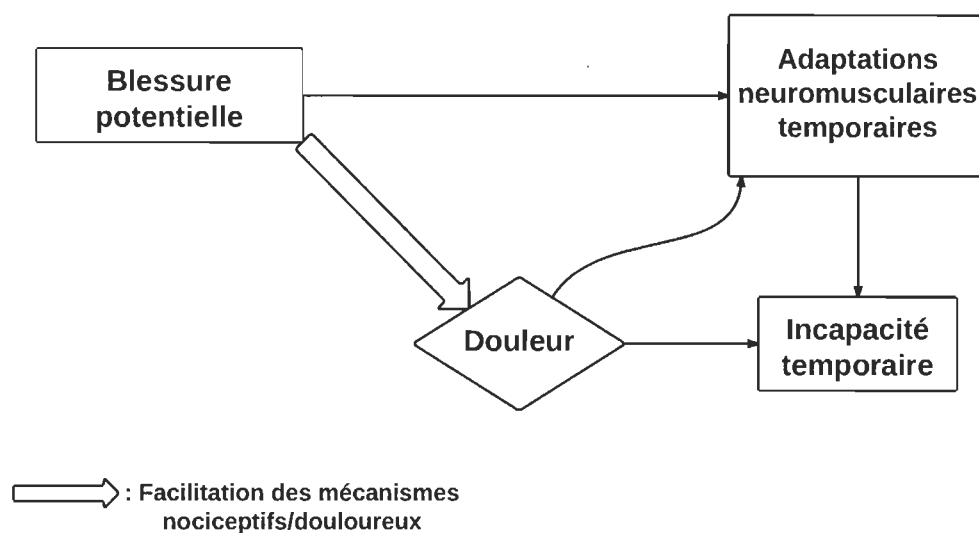 Blessure
potentielle
Adaptations
neuromusculaires
temporaires
Douleur
Incapacité
temporaire
: Facilitation des mécanismes
nociceptifs/douloureux